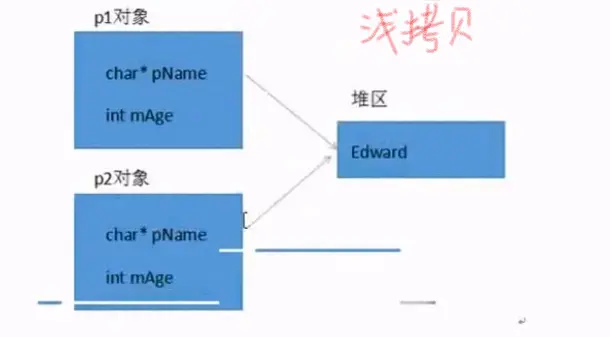 p1对象
浅拷贝
char* pName
int mAge
堆区
Edward
p2对象
char* pName
int mAge